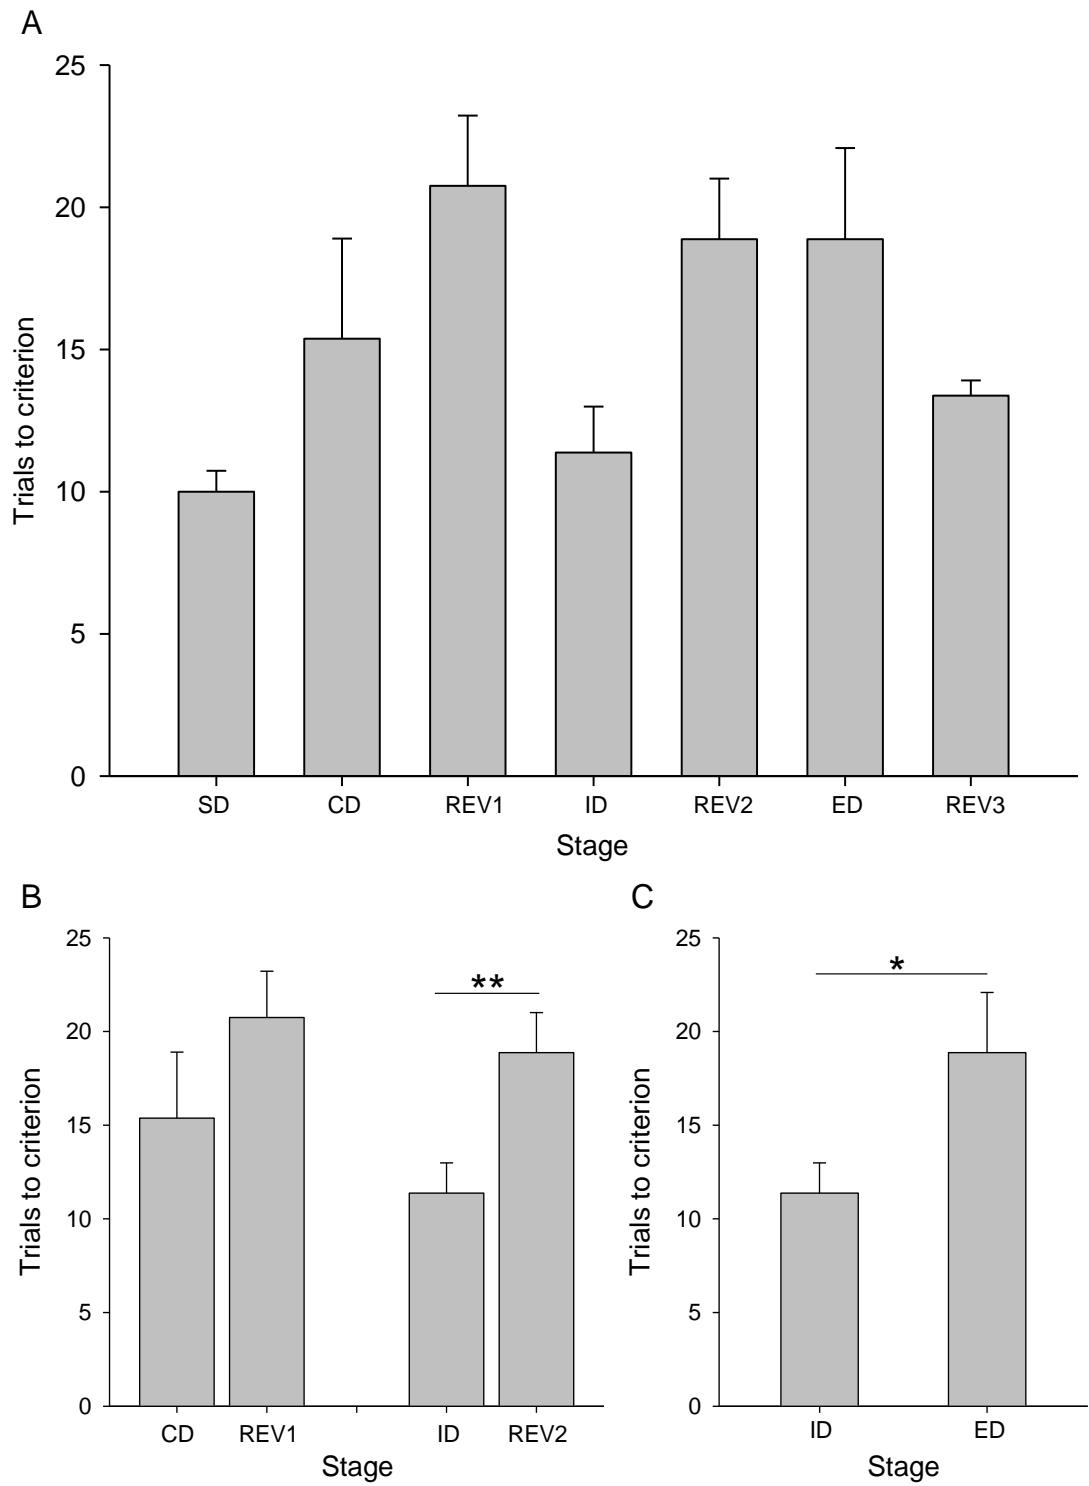 A
25
20
15
10
5
0
Trials to criterion
SD CD REV1 ID REV2 ED REV3
Stage
B
25
20
15
10
5
0
Trials to criterion
**
CD REV1 ID REV2
Stage
C
25
20
15
10
5
0
Trials to criterion
*
ID ED
Stage